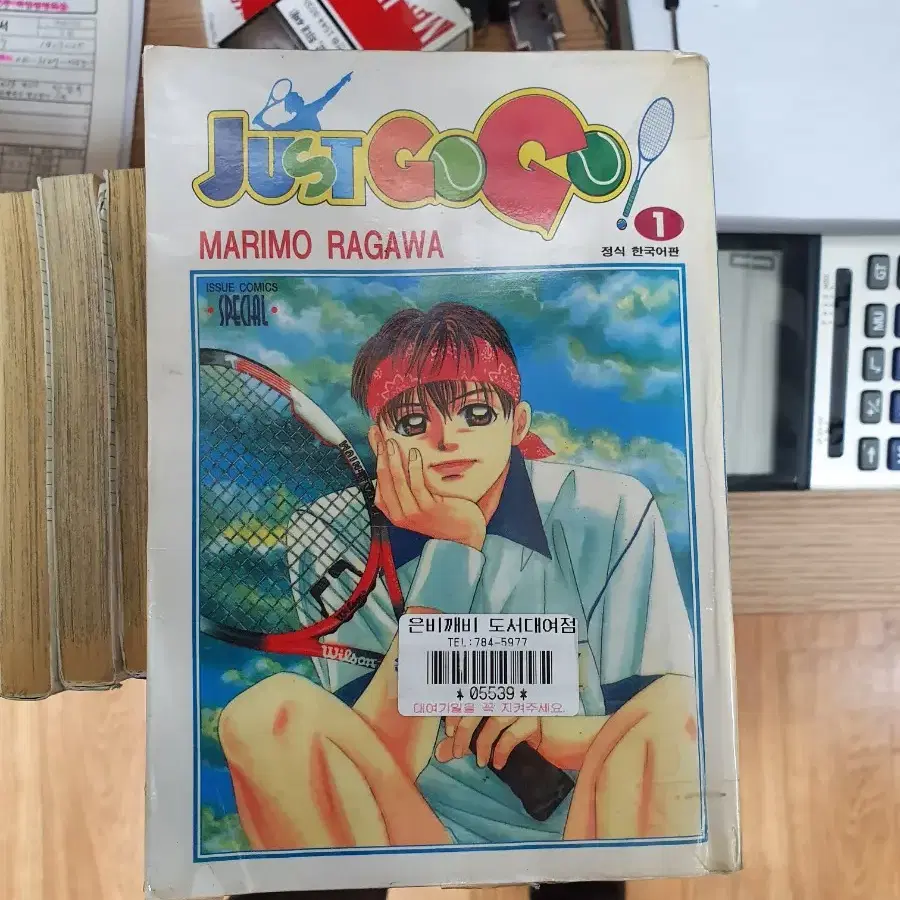 JUST GO GO!
MARIMO RAGAWA
1
정식 한국어판
ISSUE COMICS
• SPECIAL •
Wilson
은비깨비 도서대여점
TEL:784-5977
*05539*
대여기일을 꼭 지켜주세요.
GT
MU
√
+/-